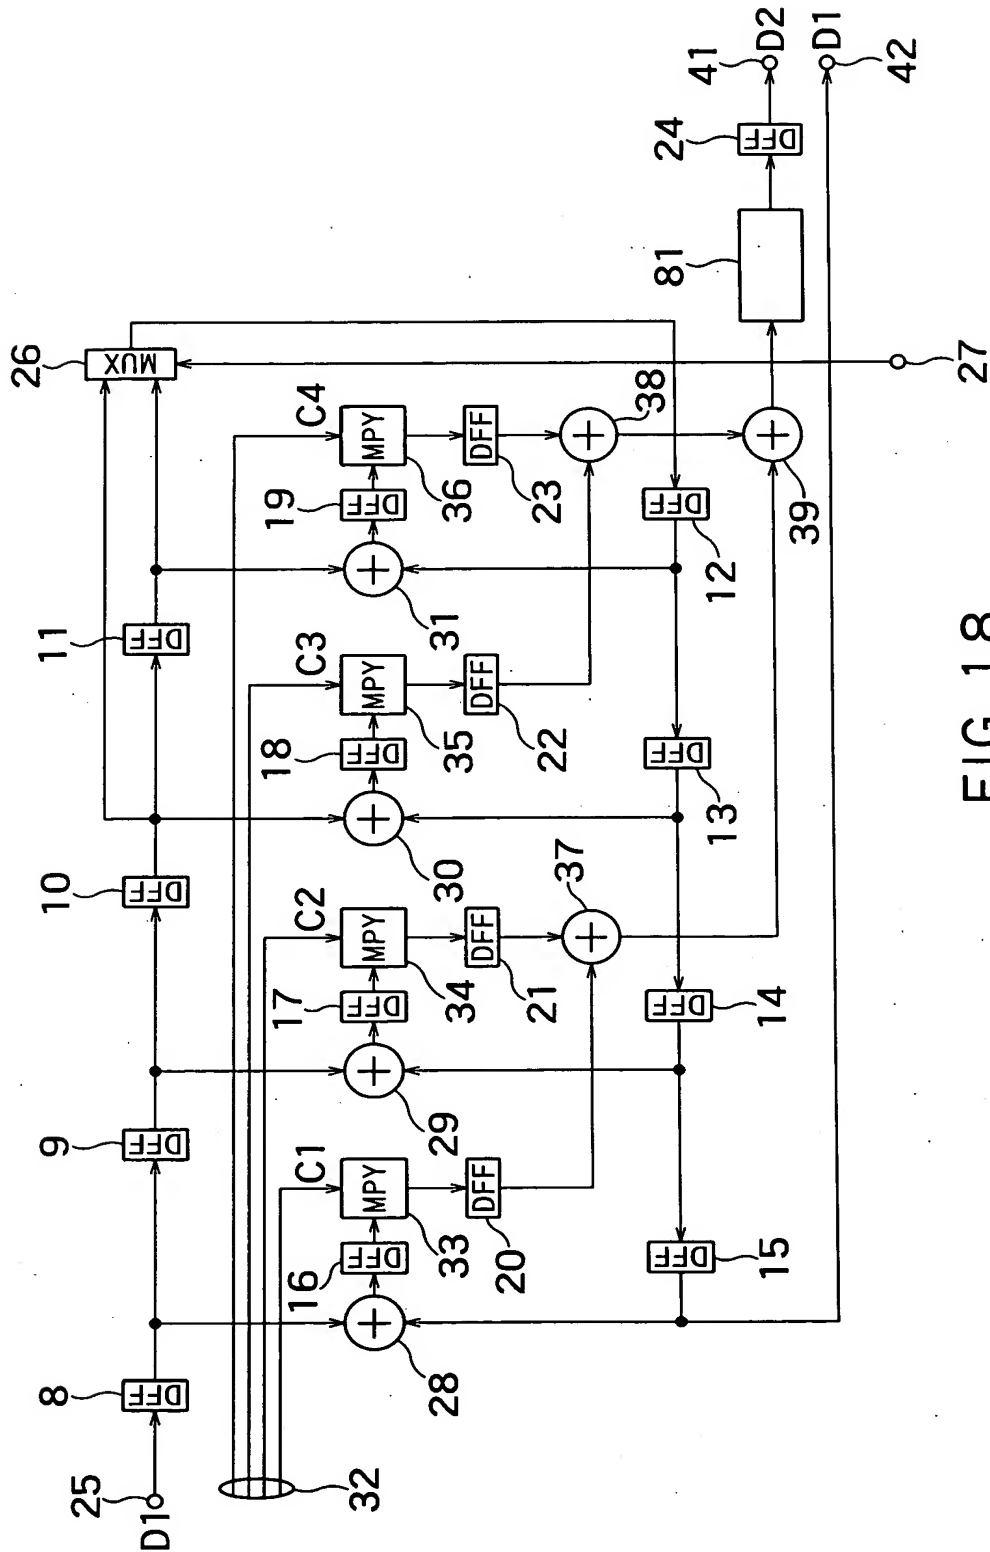 25 8 9 10 11 26
D1 DFF DFF DFF DFF MUX
C1 C2 C3 C4
32 16 17 18 19
DFF MPY DFF MPY DFF MPY DFF MPY
28 33 29 34 30 35 31 36
DFF DFF DFF DFF
20 21 22 23
37 38
DFF DFF DFF DFF
15 14 13 12
81 24 41
DFF D2
39
D1
42
27
FIG 18